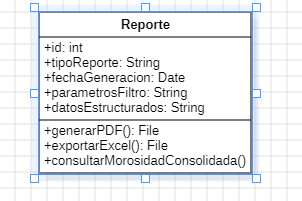 Reporte
+id: int
+tipoReporte: String
+fechaGeneracion: Date
+parametrosFiltro: String
+datosEstructurados: String
+generarPDF(): File
+exportarExcel(): File
+consultarMorosidadConsolidada()